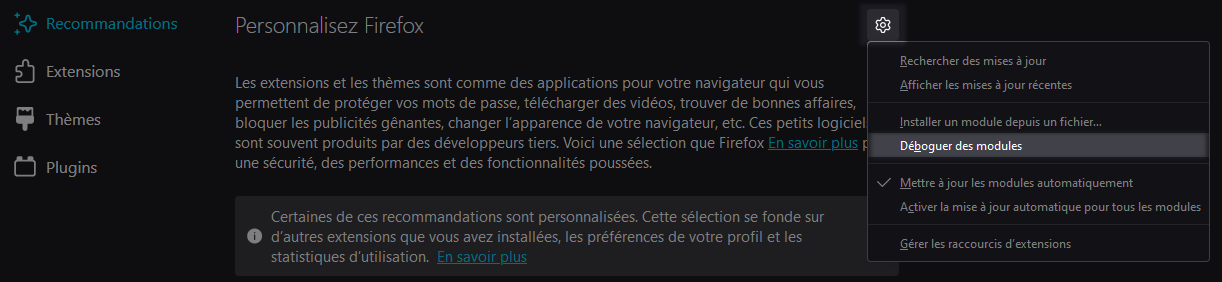 Recommandations
Extensions
Thèmes
Plugins
Personnalisez Firefox
Les extensions et les thèmes sont comme des applications pour votre navigateur qui vous
permettent de protéger vos mots de passe, télécharger des vidéos, trouver de bonnes affaires,
bloquer les publicités gênantes, changer l’apparence de votre navigateur, etc. Ces petits logiciels
sont souvent produits par des développeurs tiers. Voici une sélection que Firefox En savoir plus
une sécurité, des performances et des fonctionnalités poussées.
Certaines de ces recommandations sont personnalisées. Cette sélection se fonde sur
d’autres extensions que vous avez installées, les préférences de votre profil et les
statistiques d’utilisation. En savoir plus
Rechercher des mises à jour
Afficher les mises à jour récentes
Installer un module depuis un fichier…
Déboguer des modules
Mettre à jour les modules automatiquement
Activer la mise à jour automatique pour tous les modules
Gérer les raccourcis d’extensions